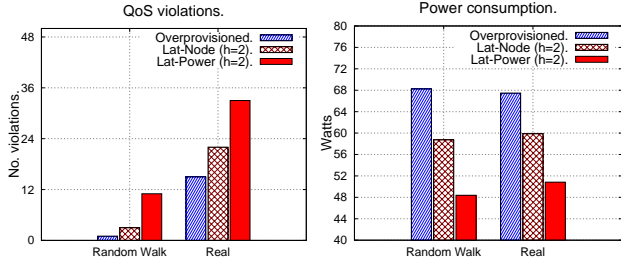 QoS violations.
48
36
24
12
0
No. violations.
Overprovisioned.
Lat-Node (h=2).
Lat-Power (h=2).
Random Walk
Real
Power consumption.
80
76
72
68
64
60
56
52
48
44
40
Watts
Overprovisioned.
Lat-Node (h=2).
Lat-Power (h=2).
Random Walk
Real